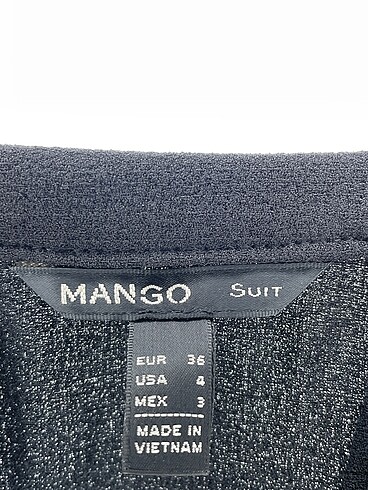 MANGO SUIT
EUR 36
USA 4
MEX 3
MADE IN
VIETNAM